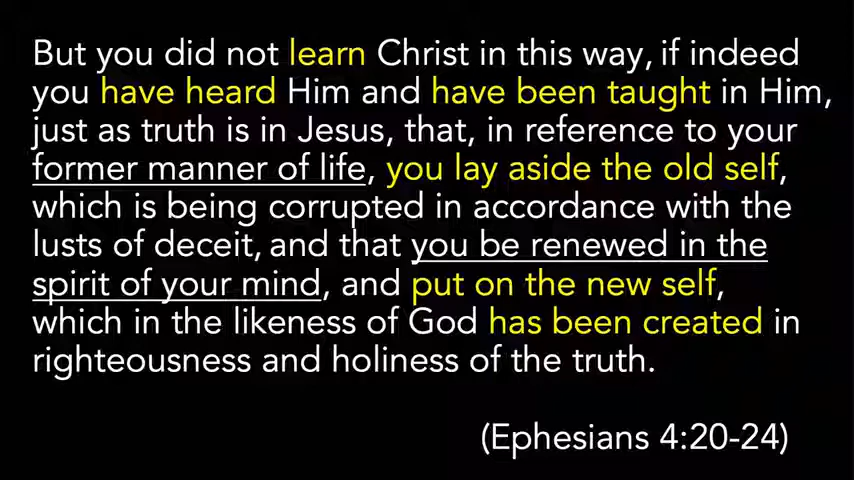 But you did not learn Christ in this way, if indeed
you have heard Him and have been taught in Him,
just as truth is in Jesus, that, in reference to your
former manner of life, you lay aside the old self,
which is being corrupted in accordance with the
lusts of deceit, and that you be renewed in the
spirit of your mind, and put on the new self,
which in the likeness of God has been created in
righteousness and holiness of the truth.
(Ephesians 4:20-24)